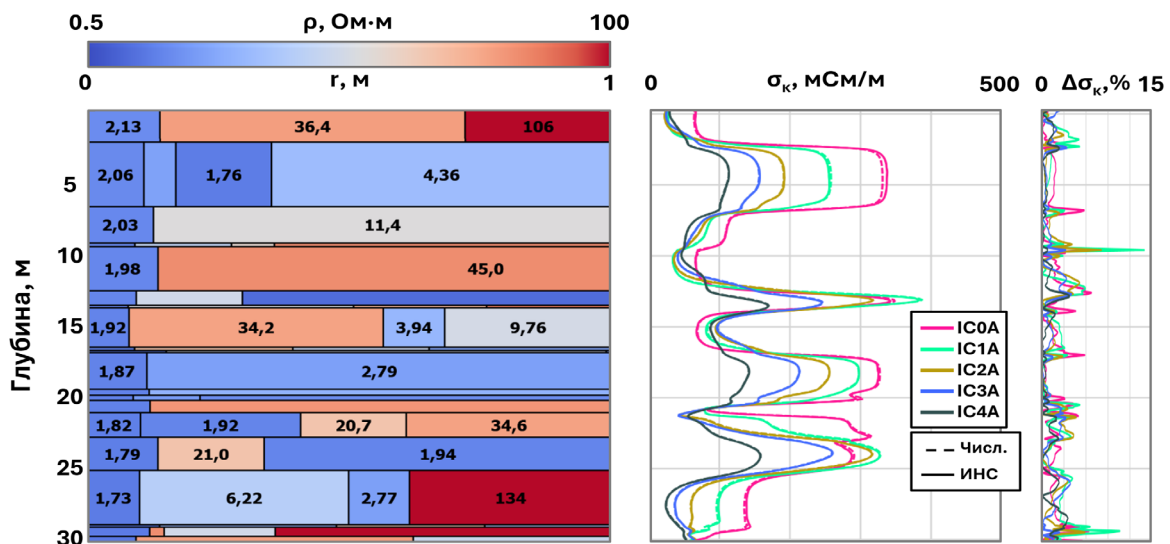 0.5 ρ, Ом·м 100
0 r, м 1
0 σк, мСм/м 500
0 Δσк,% 15
Глубина, м
5
10
15
20
25
30
2,13 36,4 106
2,06 1,76 4,36
2,03 11,4
1,98 45,0
1,92 34,2 3,94 9,76
1,87 2,79
1,82 1,92 20,7 34,6
1,79 21,0 1,94
1,73 6,22 2,77 134
IC0A
IC1A
IC2A
IC3A
IC4A
Числ.
ИНС